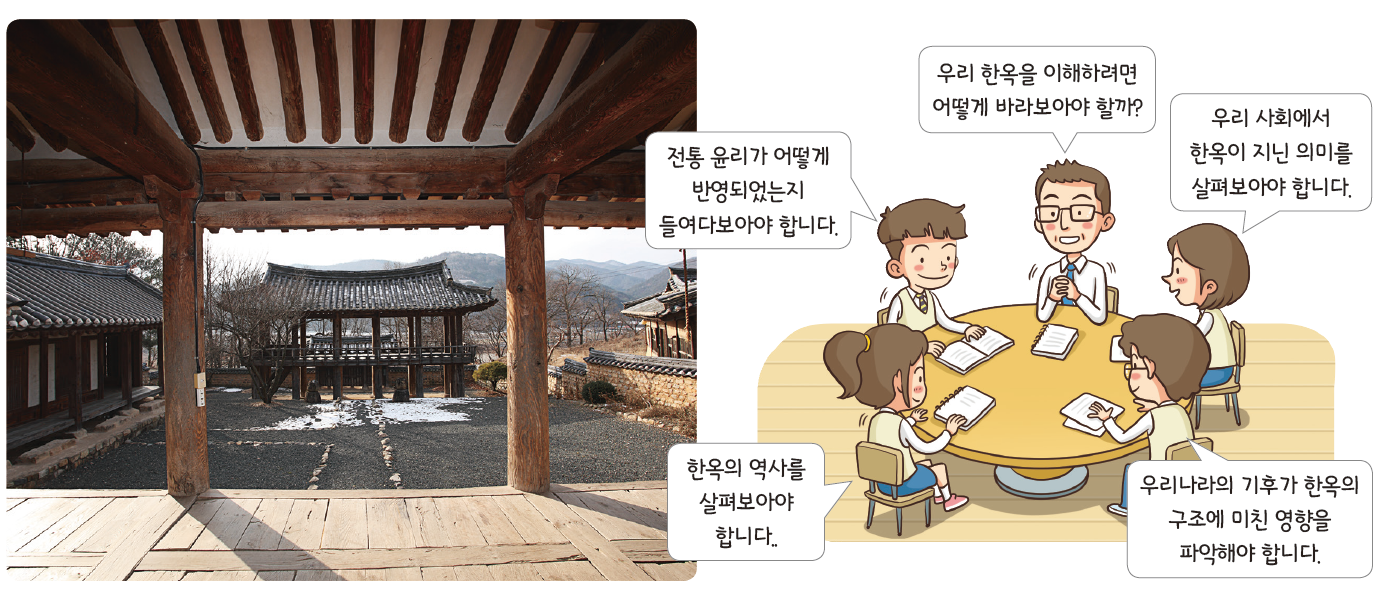 우리 한옥을 이해하려면
어떻게 바라보아야 할까?
우리 사회에서
한옥이 지닌 의미를
살펴보아야 합니다.
전통 윤리가 어떻게
반영되었는지
들여다보아야 합니다.
한옥의 역사를
살펴보아야
합니다..
우리나라의 기후가 한옥의
구조에 미친 영향을
파악해야 합니다.